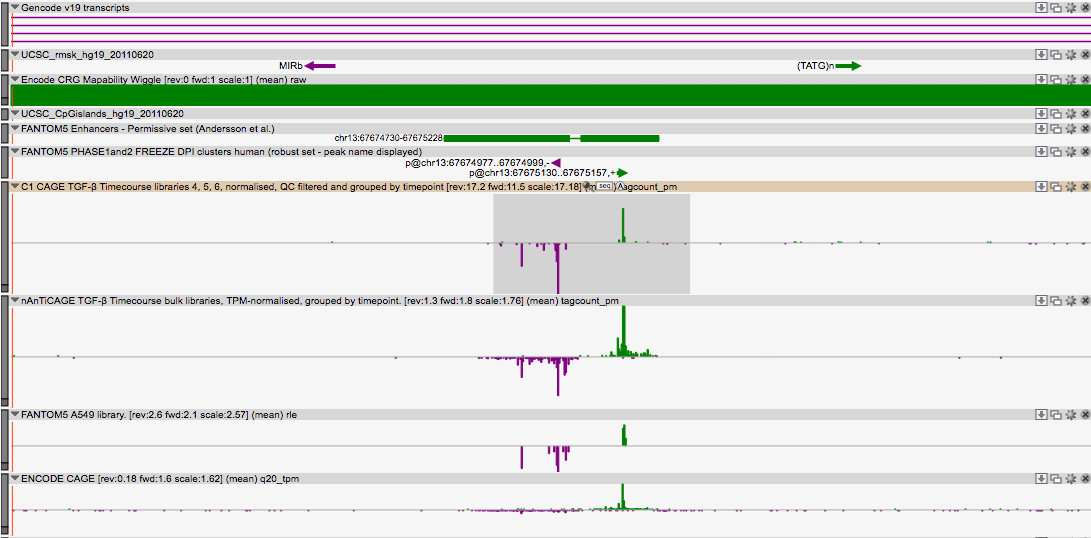 Gencode v19 transcripts
UCSC_rmsk_hg19_20110620
MIRb (TATG)n
Encode CRG Mapability Wiggle [rev:0 fwd:1 scale:1] (mean) raw
UCSC_CpGislands_hg19_20110620
FANTOM5 Enhancers - Permissive set (Andersson et al.)
chr13:67674730-67675228
FANTOM5 PHASE1and2 FREEZE DPI clusters human (robust set - peak name displayed)
p@chr13:67674977..67674999,-
p@chr13:67675130..67675157,+
C1 CAGE TGF-β Timecourse libraries 4, 5, 6, normalised, QC filtered and grouped by timepoint [rev:17.2 fwd:11.5 scale:17.18] seq tagcount_pm
nAnTiCAGE TGF-β Timecourse bulk libraries, TPM-normalised, grouped by timepoint. [rev:1.3 fwd:1.8 scale:1.76] (mean) tagcount_pm
FANTOM5 A549 library. [rev:2.6 fwd:2.1 scale:2.57] (mean) rle
ENCODE CAGE [rev:0.18 fwd:1.6 scale:1.62] (mean) q20_tpm